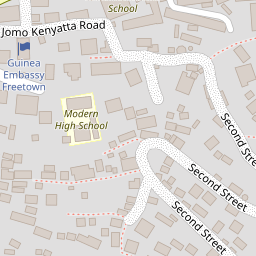 School
Jomo Kenyatta Road
Guinea
Embassy
Freetown
Modern
High School
Second Street
Second Street
Second Street